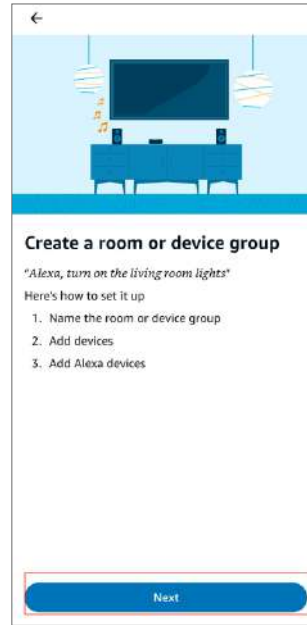 Create a room or device group
"Alexa, turn on the living room lights"
Here's how to set it up
1. Name the room or device group
2. Add devices
3. Add Alexa devices
Next